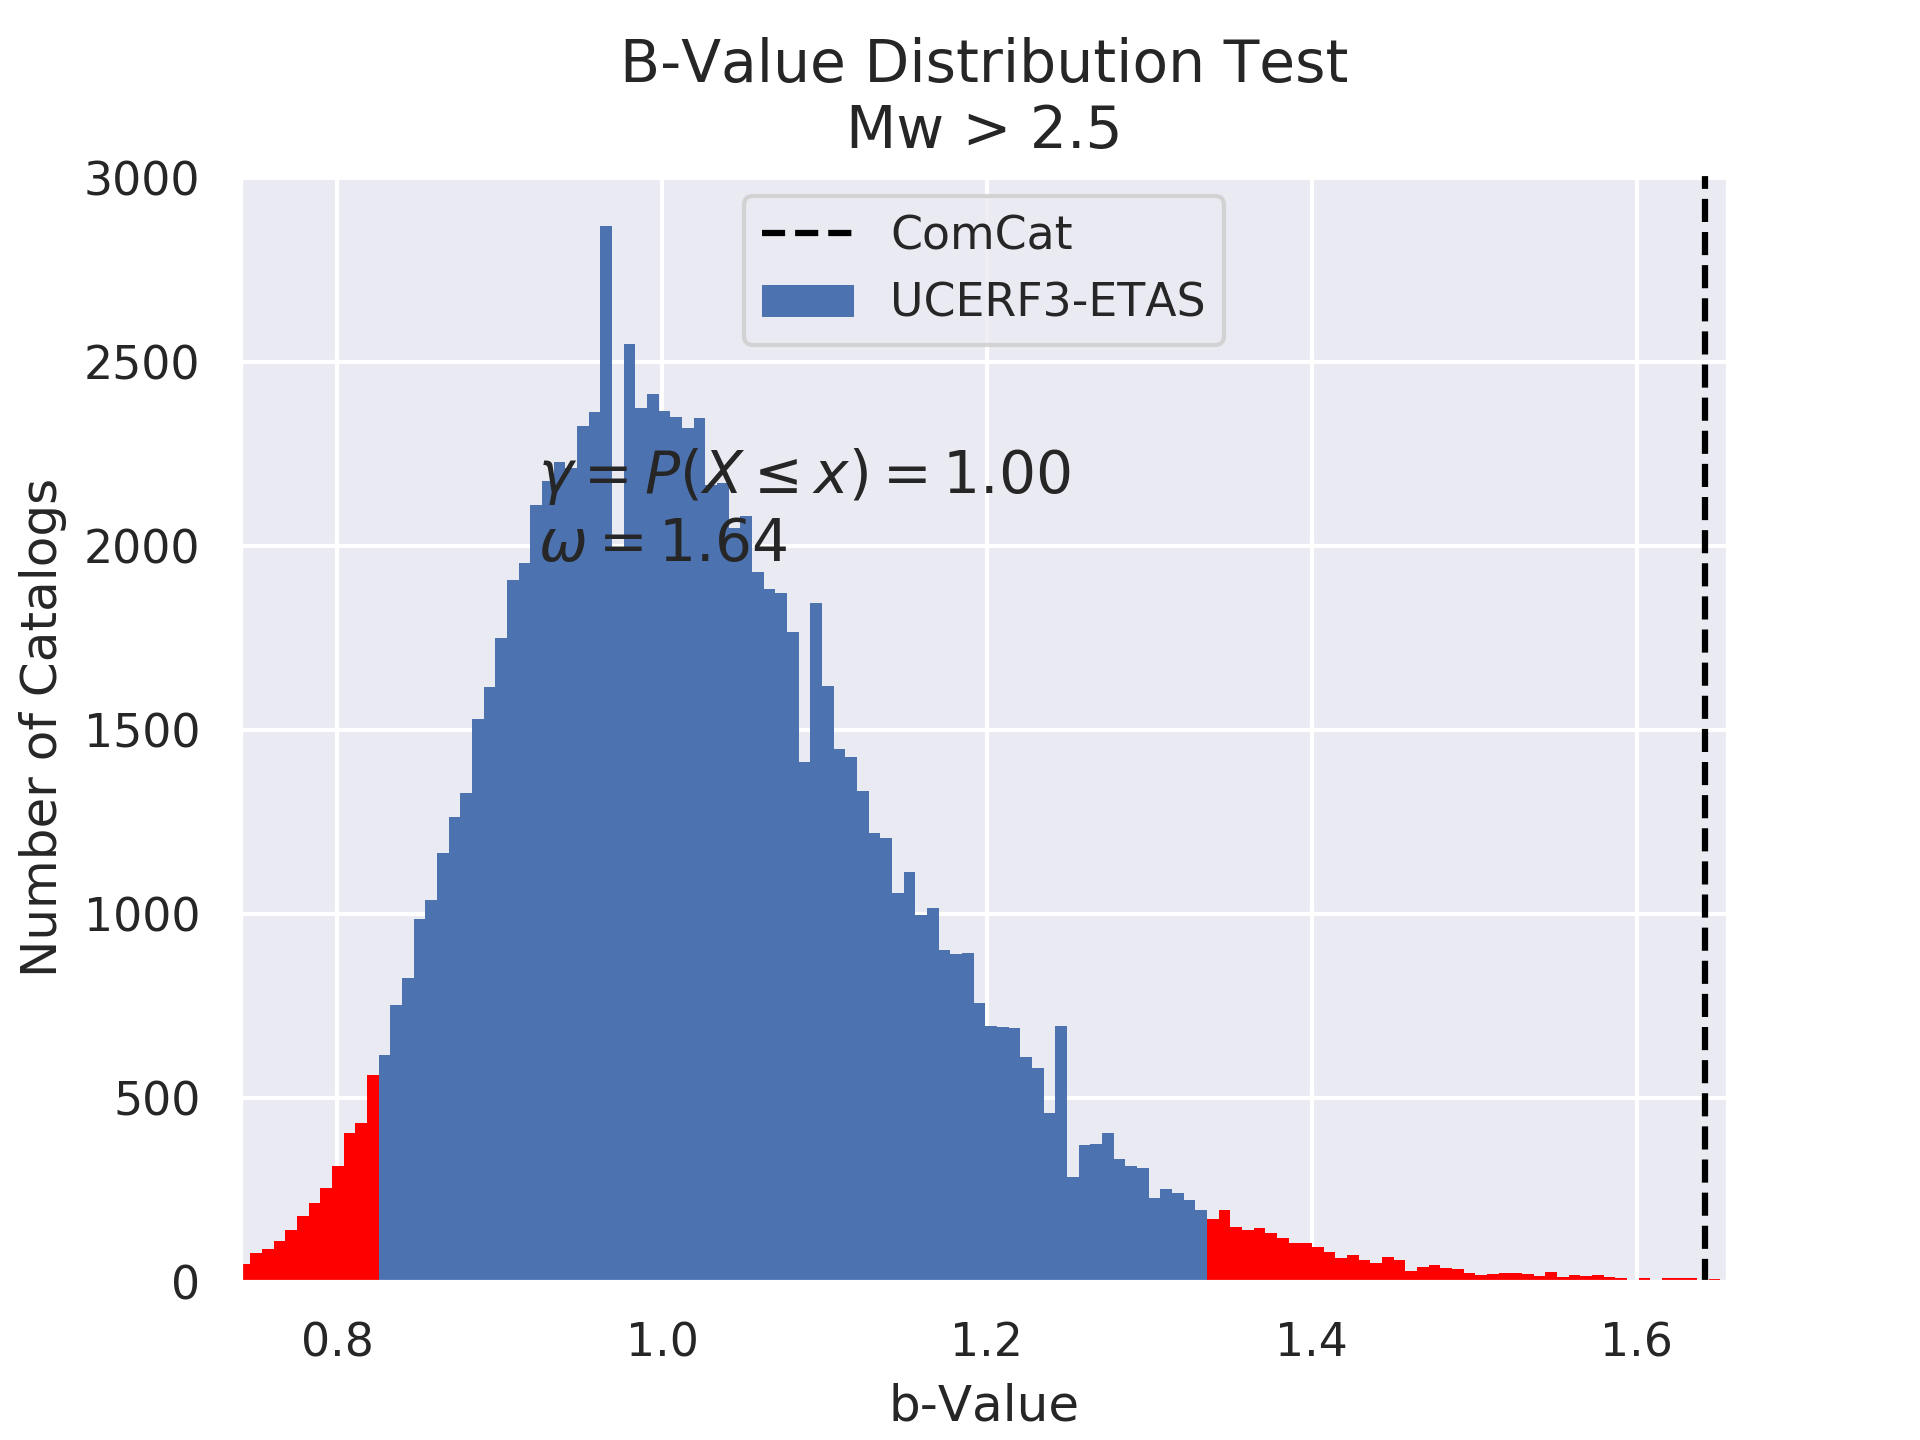 B-Value Distribution Test
Mw > 2.5
ComCat
UCERF3-ETAS
γ = P(X ≤ x) = 1.00
ω = 1.64
Number of Catalogs
3000
2500
2000
1500
1000
500
0
0.8 1.0 1.2 1.4 1.6
b-Value